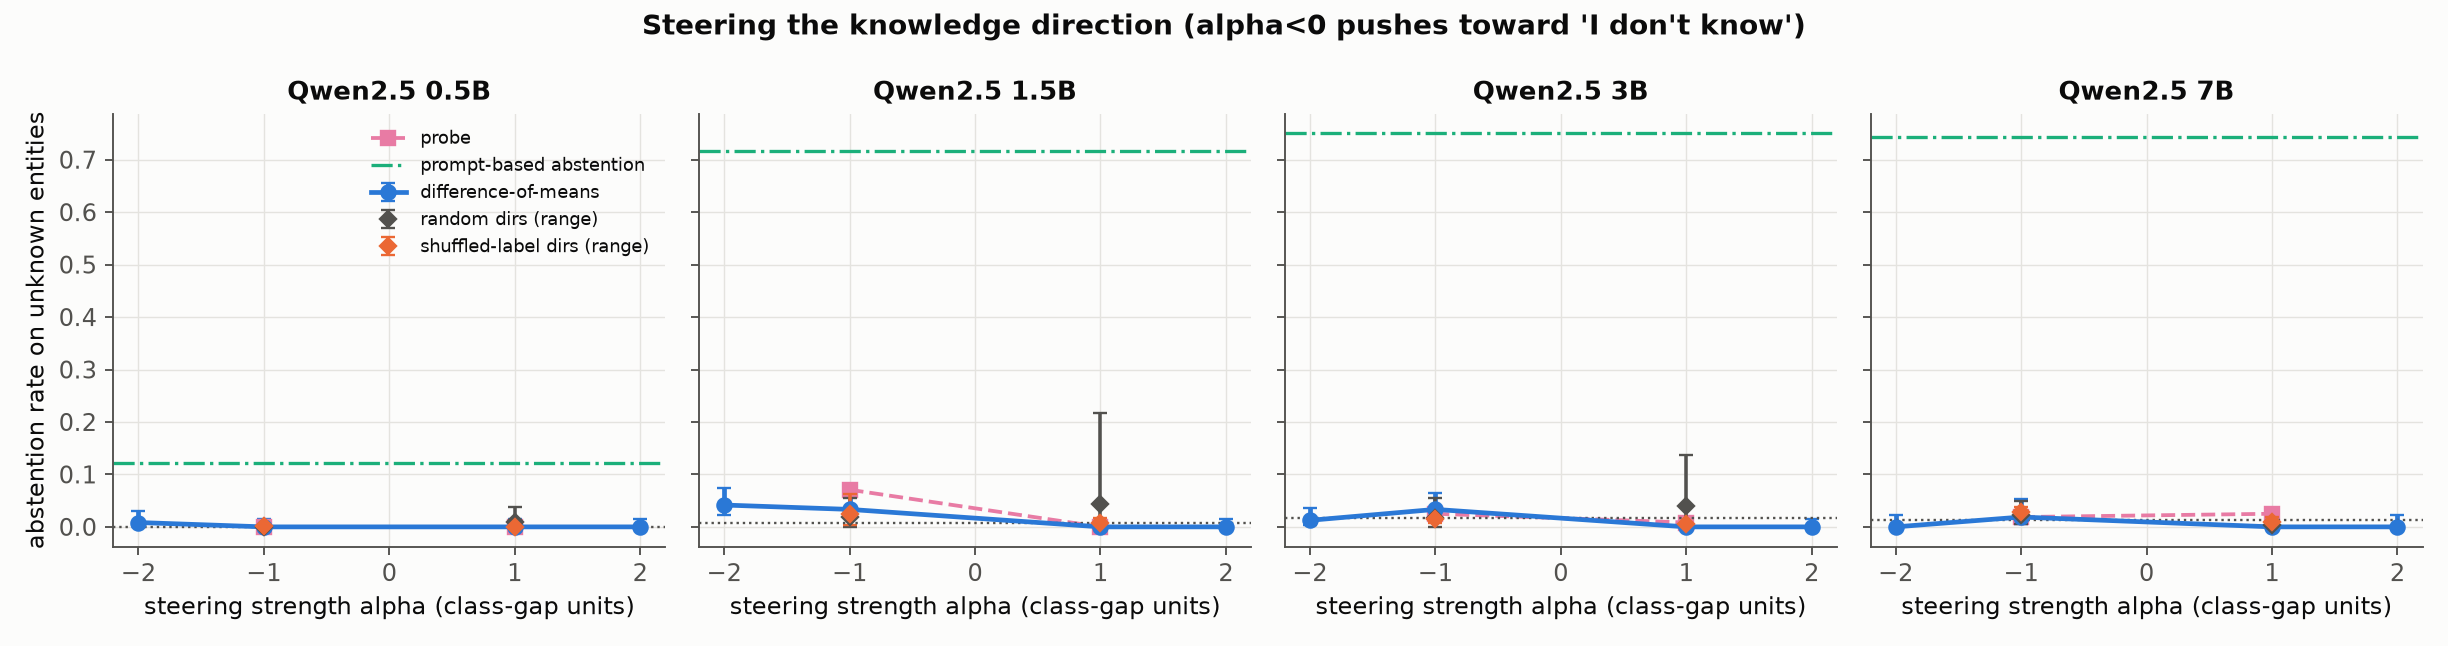 Steering the knowledge direction (alpha<0 pushes toward 'I don't know')
Qwen2.5 0.5B
Qwen2.5 1.5B
Qwen2.5 3B
Qwen2.5 7B
abstention rate on unknown entities
0.7
0.6
0.5
0.4
0.3
0.2
0.1
0.0
probe
prompt-based abstention
difference-of-means
random dirs (range)
shuffled-label dirs (range)
−2 −1 0 1 2
−2 −1 0 1 2
−2 −1 0 1 2
−2 −1 0 1 2
steering strength alpha (class-gap units)
steering strength alpha (class-gap units)
steering strength alpha (class-gap units)
steering strength alpha (class-gap units)